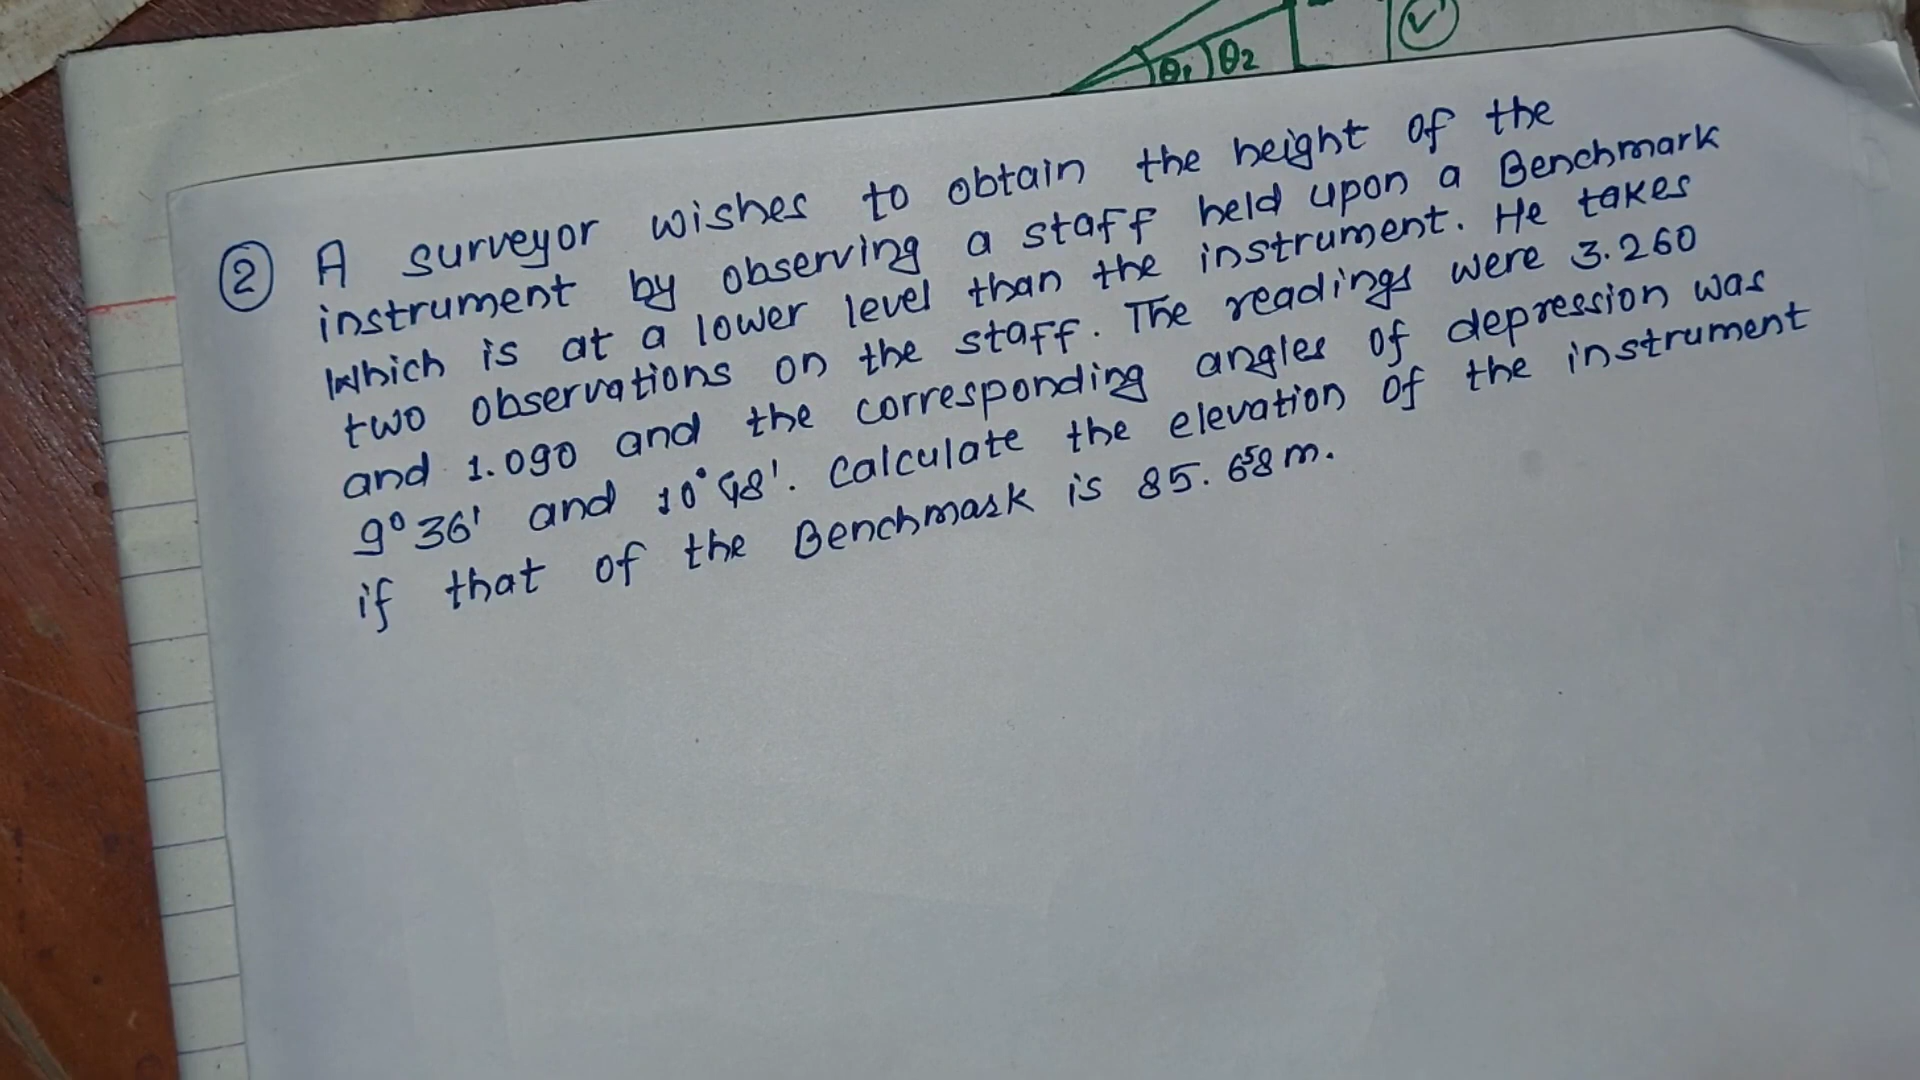 θ₁ θ₂
② A surveyor wishes to obtain the height of the
instrument by observing a staff held upon a Benchmark
Which is at a lower level than the instrument. He takes
two observations on the staff. The readings were 3.260
and 1.090 and the corresponding angles of depression was
9° 36' and 10° 48'. Calculate the elevation of the instrument
if that of the Benchmark is 85.658 m.